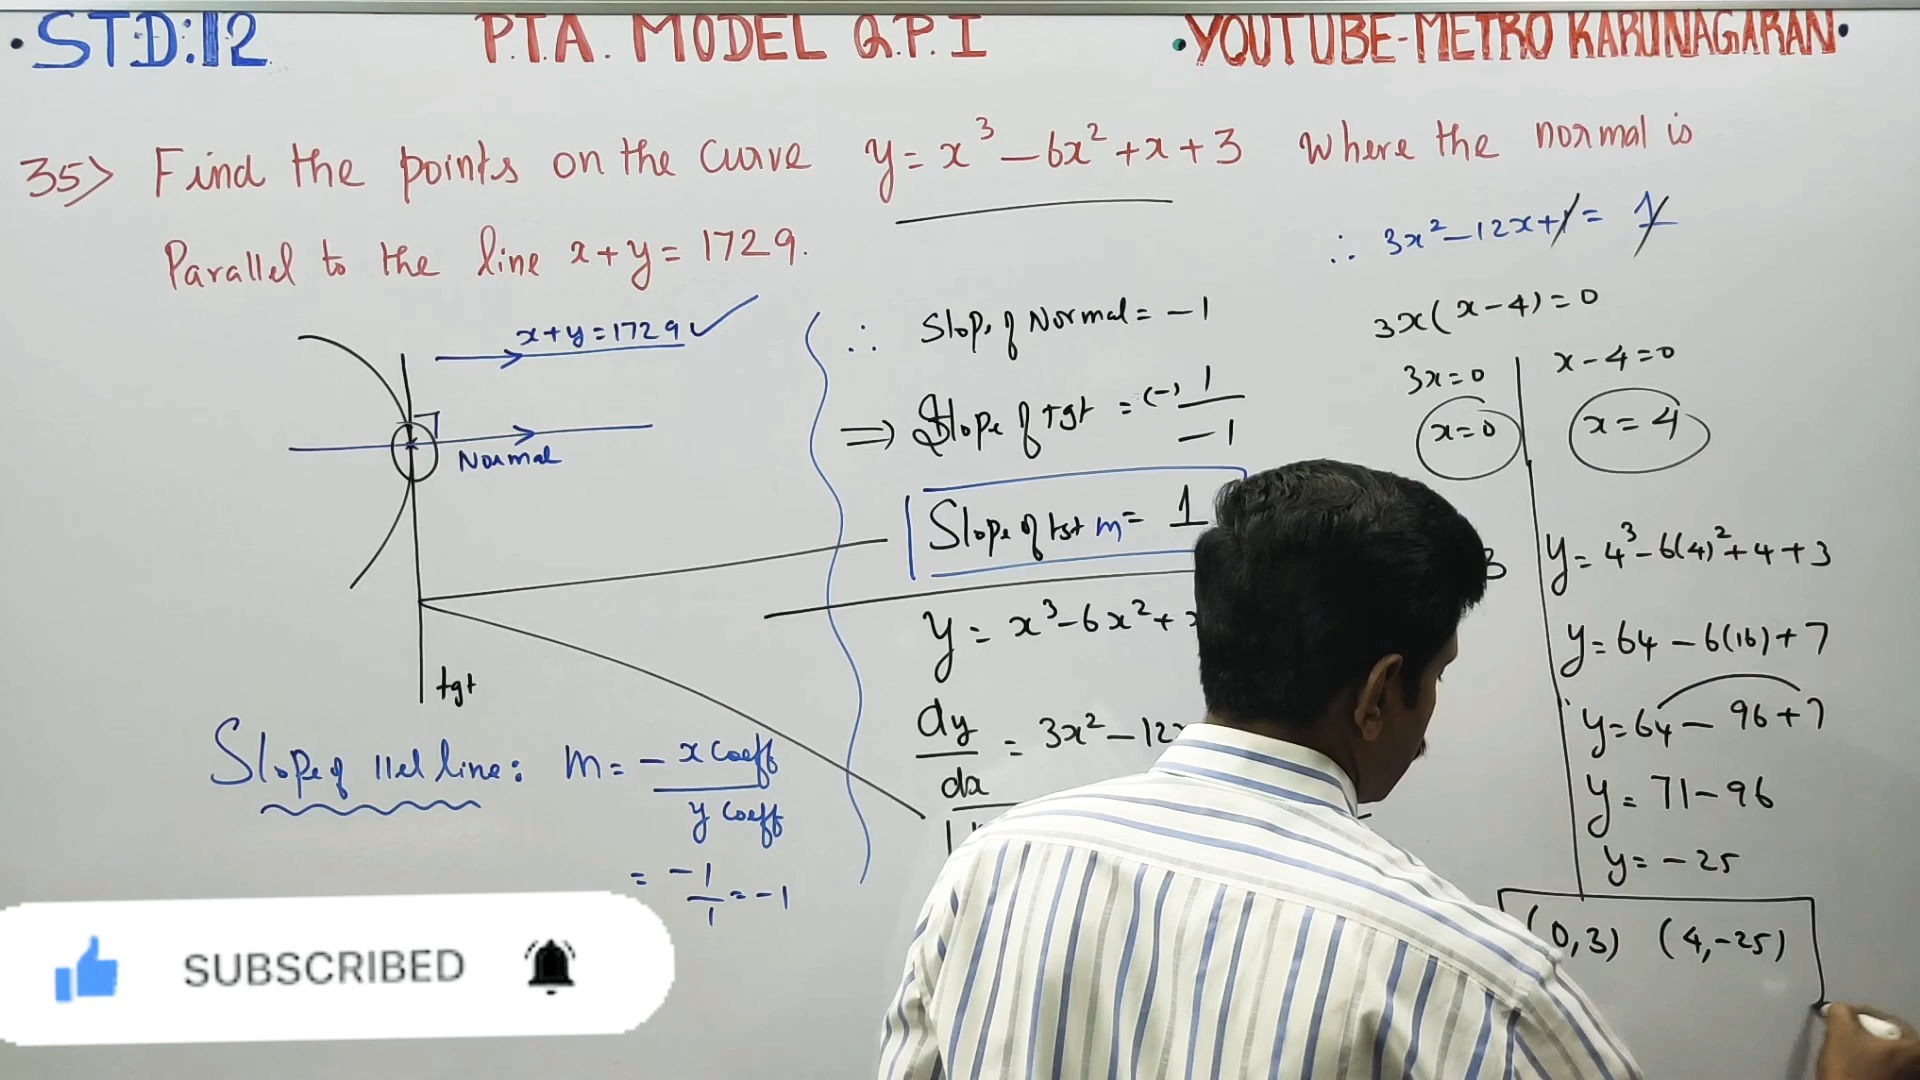 • STD:12 P.T.A. MODEL Q.P. I • YOUTUBE-METRO KARUNAGARAN •
35> Find the points on the curve y = x³ - 6x² + x + 3 where the normal is
Parallel to the line x + y = 1729.
x + y = 1729 ✓
Normal
tgt
Slope of llel line: m = - x coeff / y coeff
= -1/1 = -1
∴ Slope of Normal = -1
⇒ Slope of tgt = (-) 1/-1
Slope of tgt m = 1
y = x³ - 6x² +
dy/dx = 3x² - 12
∴ 3x² - 12x + 1 = 1
3x(x - 4) = 0
3x = 0
x = 0
x - 4 = 0
x = 4
3
y = 4³ - 6(4)² + 4 + 3
y = 64 - 6(16) + 7
y = 64 - 96 + 7
y = 71 - 96
y = -25
(0,3) (4,-25)
SUBSCRIBED